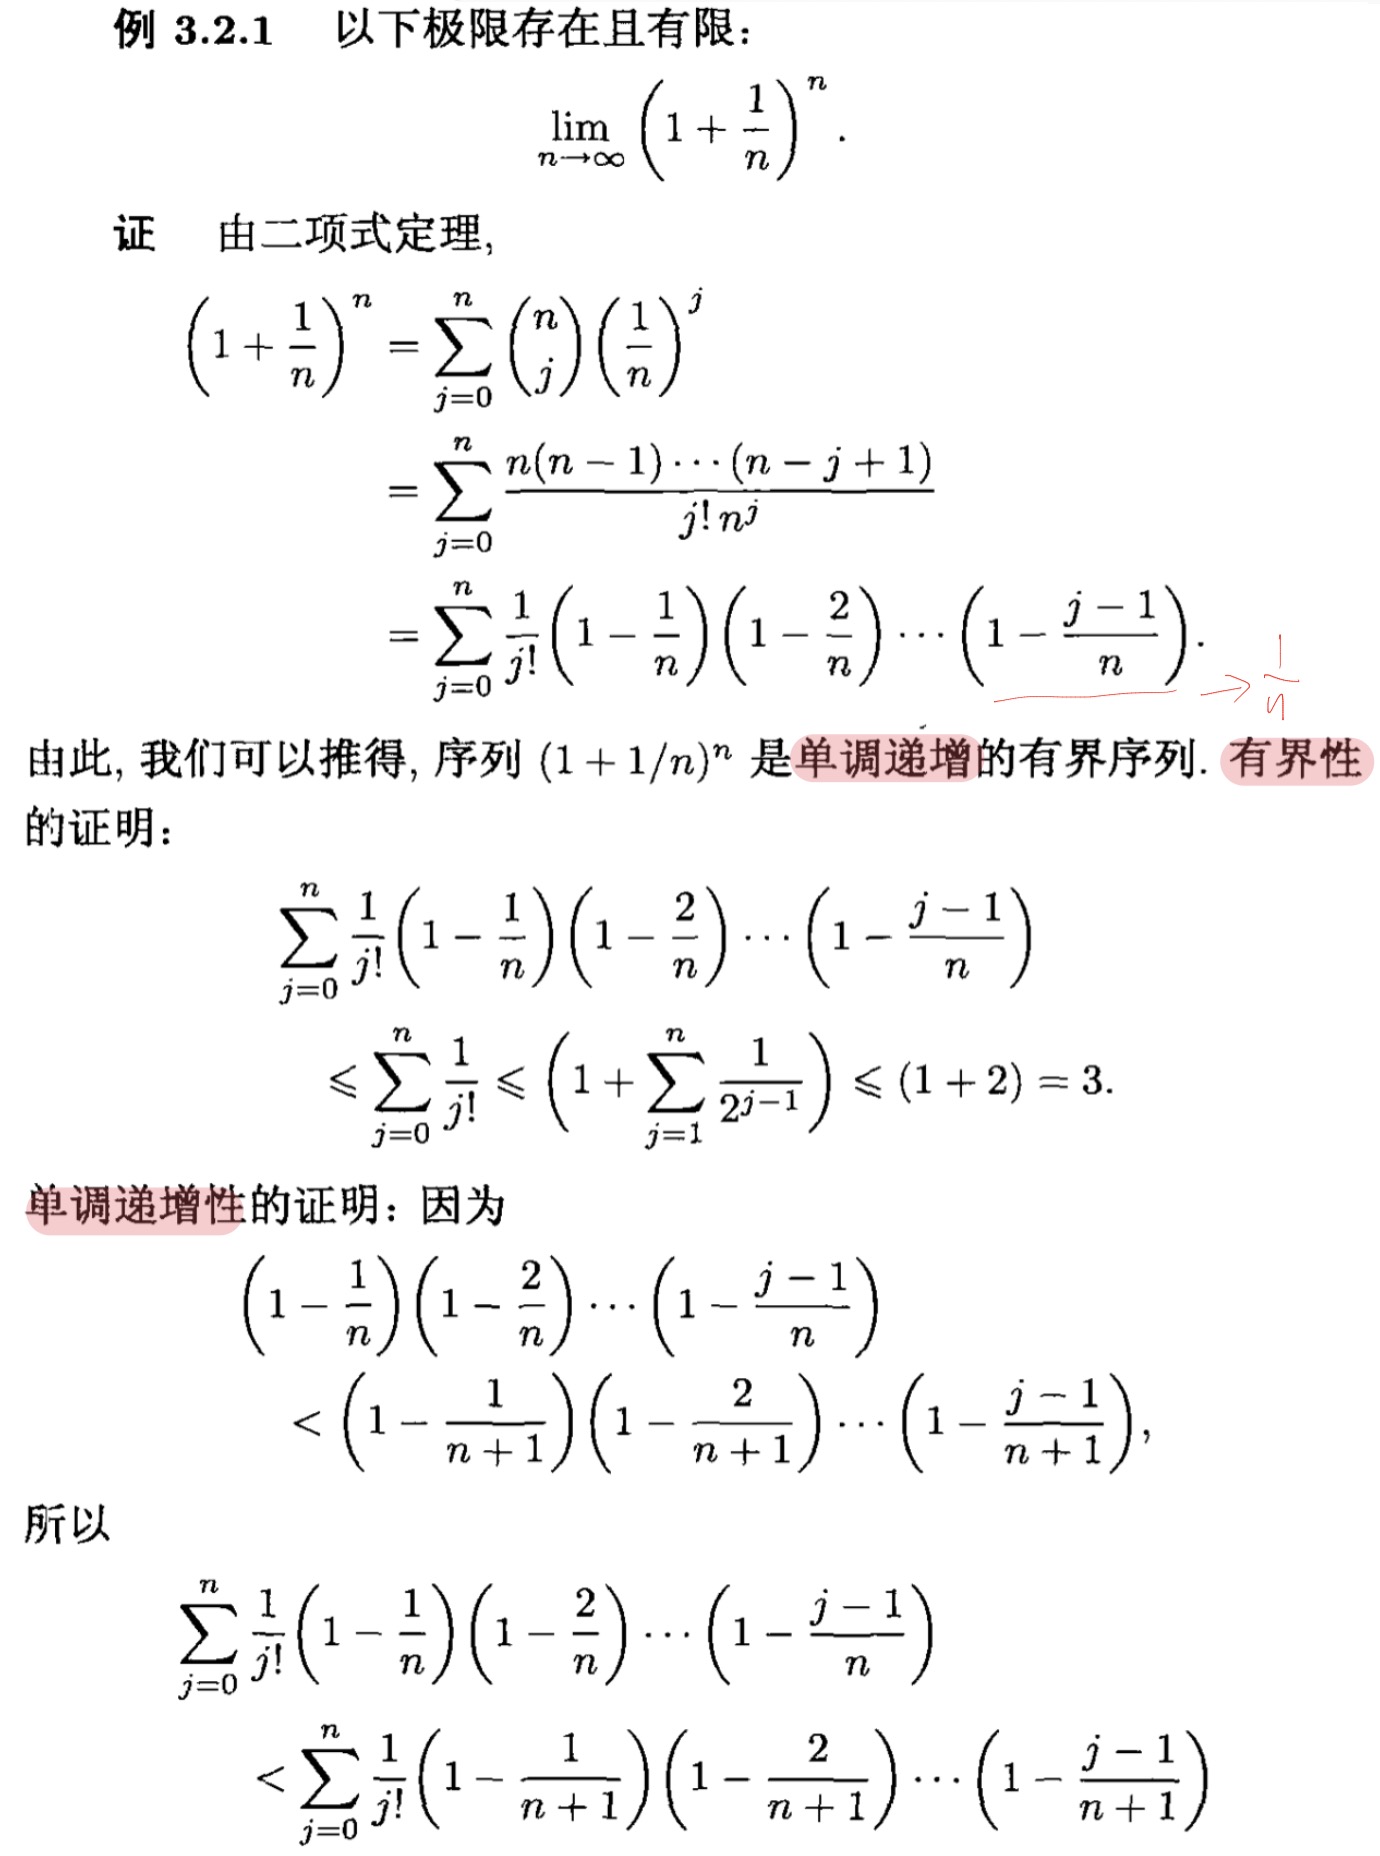 例 3.2.1 以下极限存在且有限:
$\lim_{n\to\infty}\left(1+\frac{1}{n}\right)^n.$
证 由二项式定理,
$\left(1+\frac{1}{n}\right)^n=\sum_{j=0}^{n}\binom{n}{j}\left(\frac{1}{n}\right)^j$
$=\sum_{j=0}^{n}\frac{n(n-1)\cdots(n-j+1)}{j!\,n^j}$
$=\sum_{j=0}^{n}\frac{1}{j!}\left(1-\frac{1}{n}\right)\left(1-\frac{2}{n}\right)\cdots\left(1-\frac{j-1}{n}\right).$ → $\frac{1}{n}$
由此, 我们可以推得, 序列 $(1+1/n)^n$ 是单调递增的有界序列. 有界性
的证明:
$\sum_{j=0}^{n}\frac{1}{j!}\left(1-\frac{1}{n}\right)\left(1-\frac{2}{n}\right)\cdots\left(1-\frac{j-1}{n}\right)$
$\leqslant\sum_{j=0}^{n}\frac{1}{j!}\leqslant\left(1+\sum_{j=1}^{n}\frac{1}{2^{j-1}}\right)\leqslant(1+2)=3.$
单调递增性的证明: 因为
$\left(1-\frac{1}{n}\right)\left(1-\frac{2}{n}\right)\cdots\left(1-\frac{j-1}{n}\right)$
$<\left(1-\frac{1}{n+1}\right)\left(1-\frac{2}{n+1}\right)\cdots\left(1-\frac{j-1}{n+1}\right),$
所以
$\sum_{j=0}^{n}\frac{1}{j!}\left(1-\frac{1}{n}\right)\left(1-\frac{2}{n}\right)\cdots\left(1-\frac{j-1}{n}\right)$
$<\sum_{j=0}^{n}\frac{1}{j!}\left(1-\frac{1}{n+1}\right)\left(1-\frac{2}{n+1}\right)\cdots\left(1-\frac{j-1}{n+1}\right)$